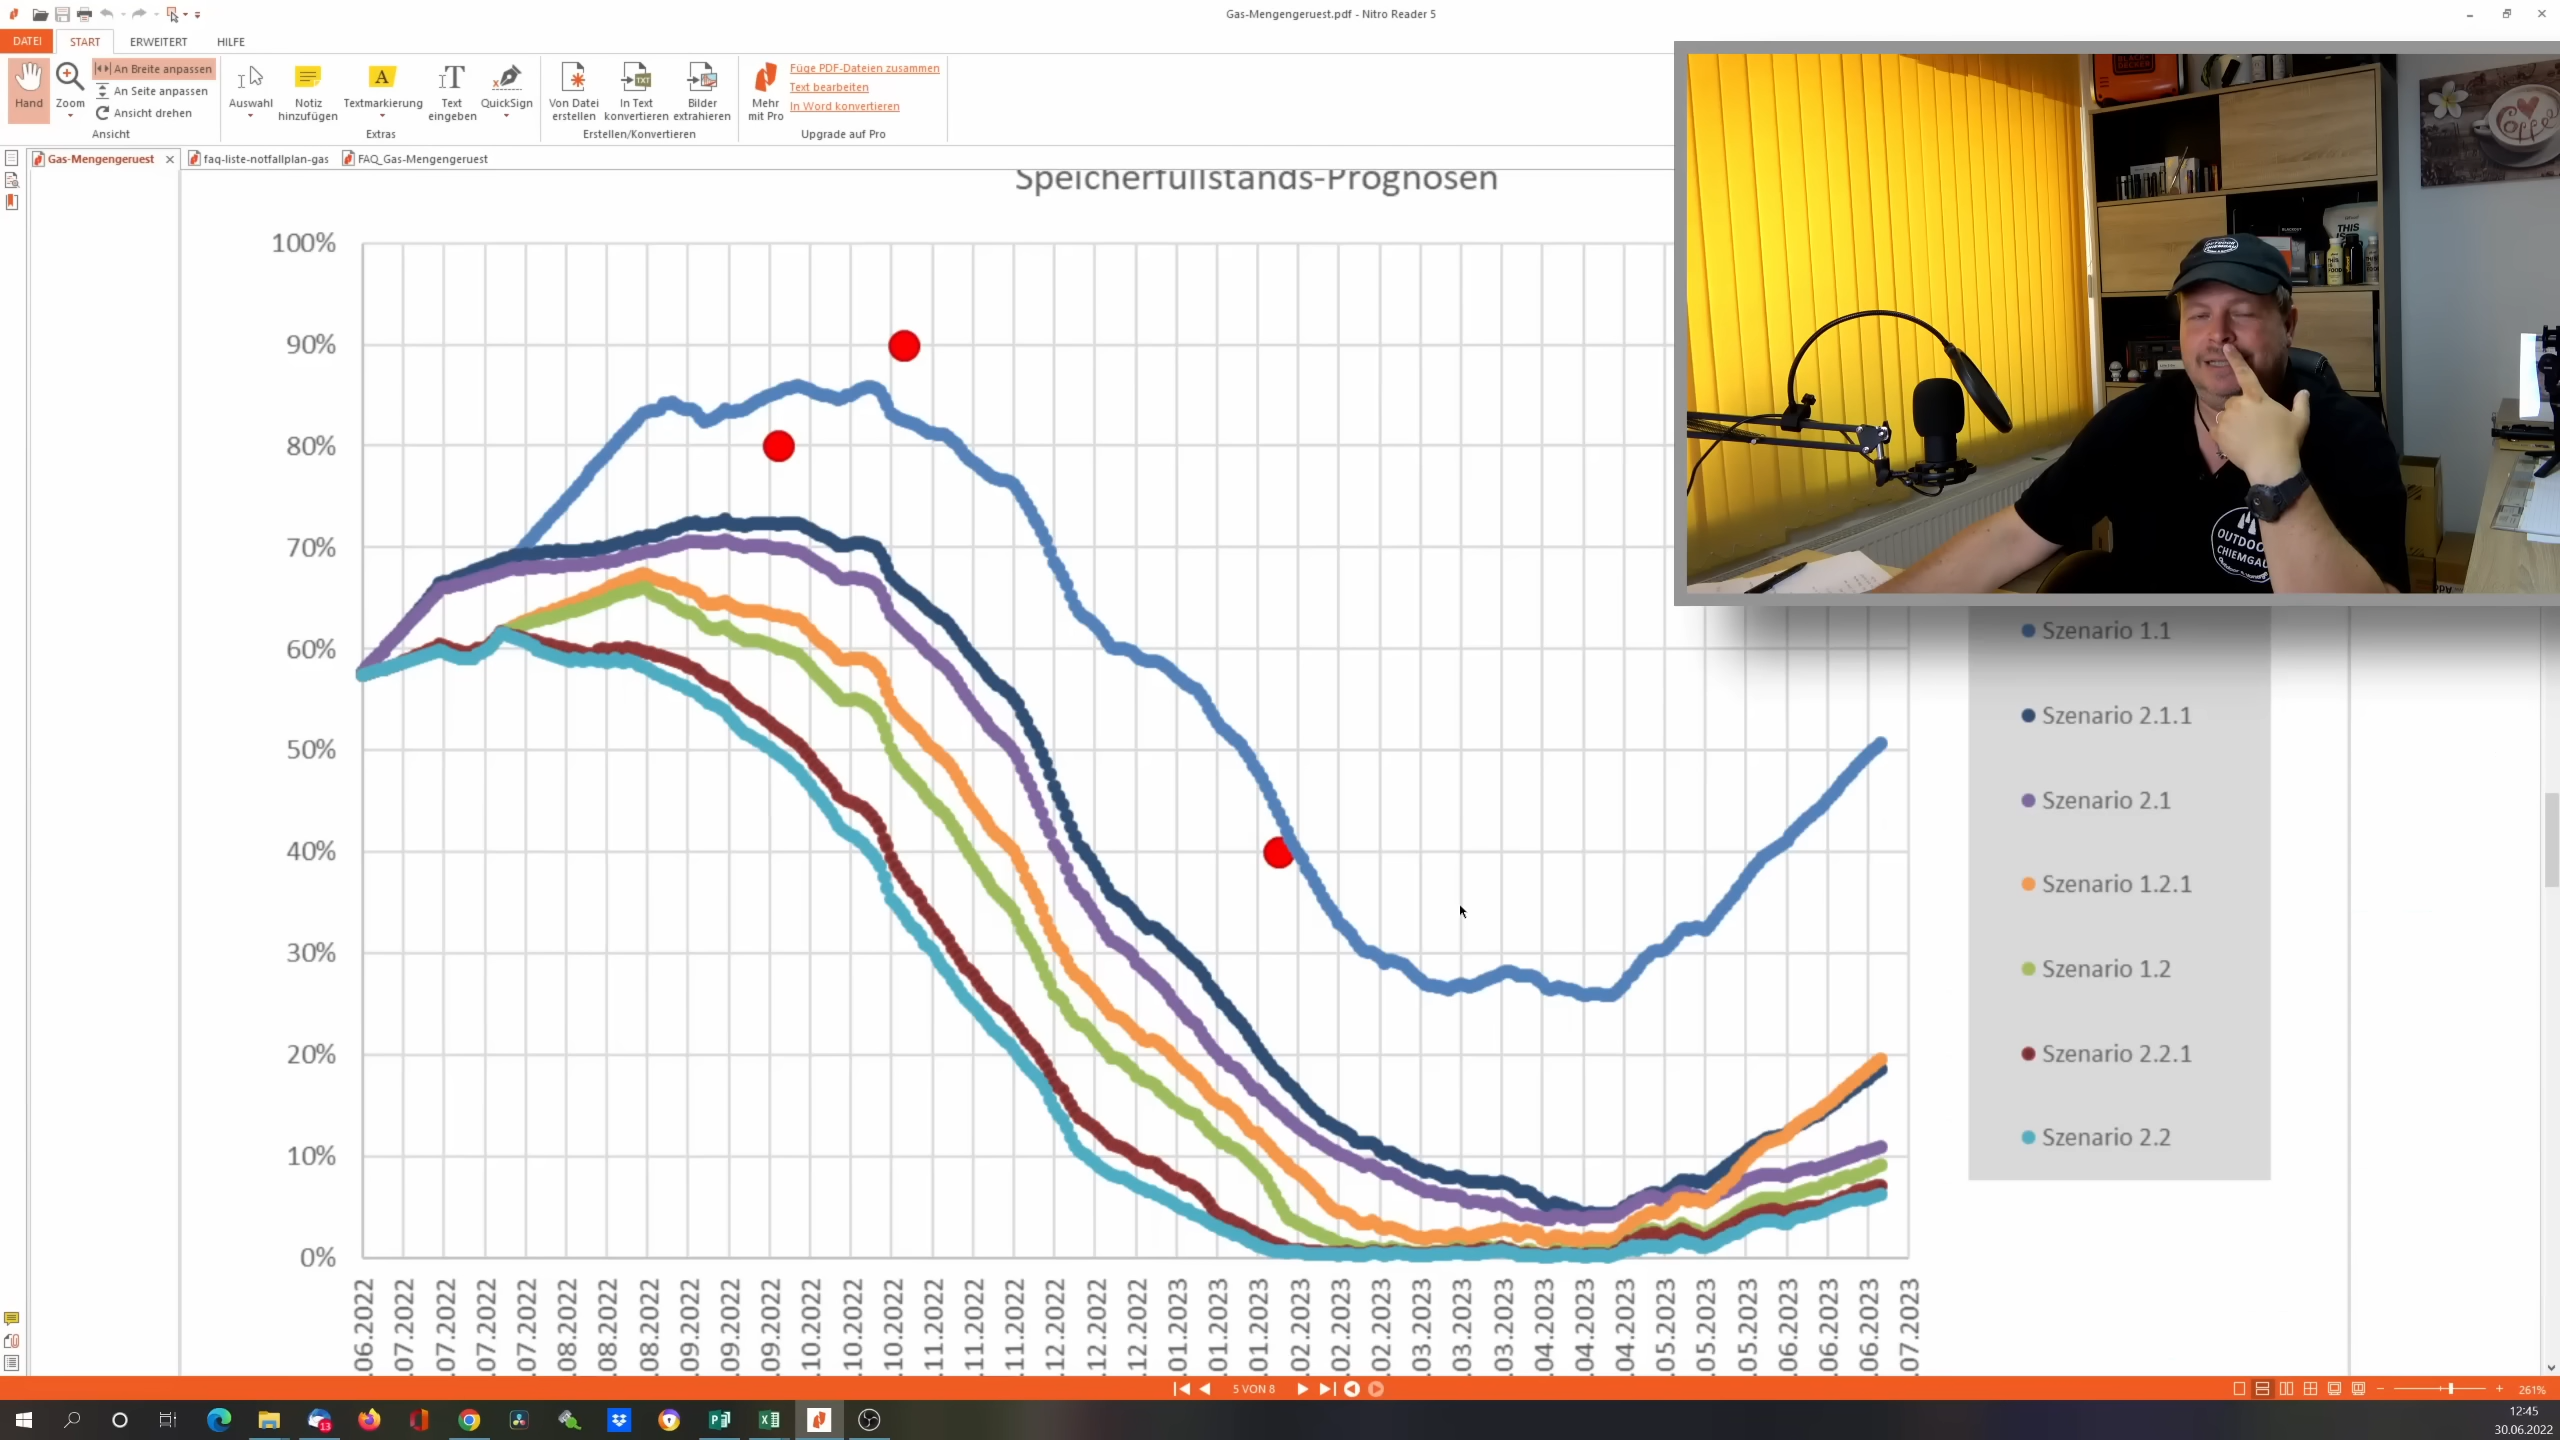 Gas-Mengengeruest.pdf - Nitro Reader 5
DATEI START ERWEITERT HILFE
Hand
Zoom
An Breite anpassen
An Seite anpassen
Ansicht drehen
Ansicht
Auswahl
Notiz hinzufügen
Textmarkierung
Text eingeben
QuickSign
Extras
Von Datei erstellen
In Text konvertieren
Bilder extrahieren
Erstellen/Konvertieren
Mehr mit Pro
Füge PDF-Dateien zusammen
Text bearbeiten
In Word konvertieren
Upgrade auf Pro
Gas-Mengengeruest
faq-liste-notfallplan-gas
FAQ_Gas-Mengengeruest
Speicherfüllstands-Prognosen
100%
90%
80%
70%
60%
50%
40%
30%
20%
10%
0%
.06.2022
.07.2022
.07.2022
.07.2022
.07.2022
.08.2022
.08.2022
.08.2022
.09.2022
.09.2022
.09.2022
.10.2022
.10.2022
.10.2022
.11.2022
.11.2022
.11.2022
.12.2022
.12.2022
.12.2022
.01.2023
.01.2023
.01.2023
.02.2023
.02.2023
.02.2023
.03.2023
.03.2023
.03.2023
.04.2023
.04.2023
.04.2023
.05.2023
.05.2023
.05.2023
.06.2023
.06.2023
.06.2023
.07.2023
Szenario 1.1
Szenario 2.1.1
Szenario 2.1
Szenario 1.2.1
Szenario 1.2
Szenario 2.2.1
Szenario 2.2
Coffe
THIS
IS
OUTDOOR
CHIEMGAU
OUTDOO
CHIEMGAU
5 VON 8
261%
13
12:45
30.06.2022